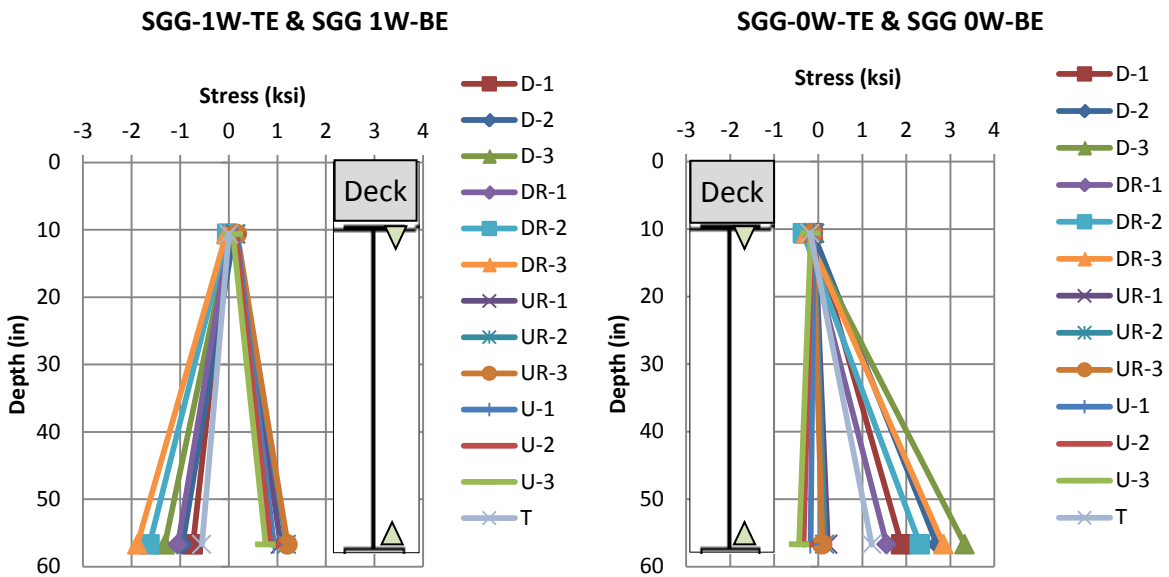 SGG-1W-TE & SGG 1W-BE
Stress (ksi)
-3 -2 -1 0 1 2 3 4
0
10
20
30
40
50
60
Depth (in)
Deck
D-1
D-2
D-3
DR-1
DR-2
DR-3
UR-1
UR-2
UR-3
U-1
U-2
U-3
T
SGG-0W-TE & SGG 0W-BE
Stress (ksi)
-3 -2 -1 0 1 2 3 4
0
10
20
30
40
50
60
Depth (in)
Deck
D-1
D-2
D-3
DR-1
DR-2
DR-3
UR-1
UR-2
UR-3
U-1
U-2
U-3
T